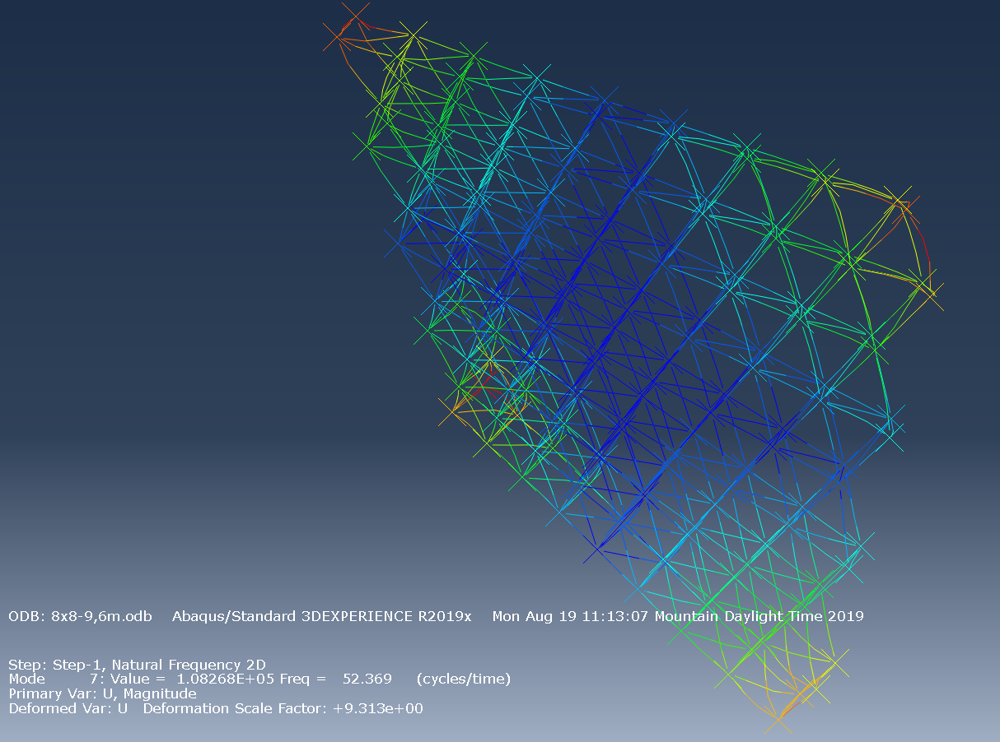 ODB: 8x8-9,6m.odb Abaqus/Standard 3DEXPERIENCE R2019x Mon Aug 19 11:13:07 Mountain Daylight Time 2019
Step: Step-1, Natural Frequency 2D
Mode 7: Value = 1.08268E+05 Freq = 52.369 (cycles/time)
Primary Var: U, Magnitude
Deformed Var: U Deformation Scale Factor: +9.313e+00